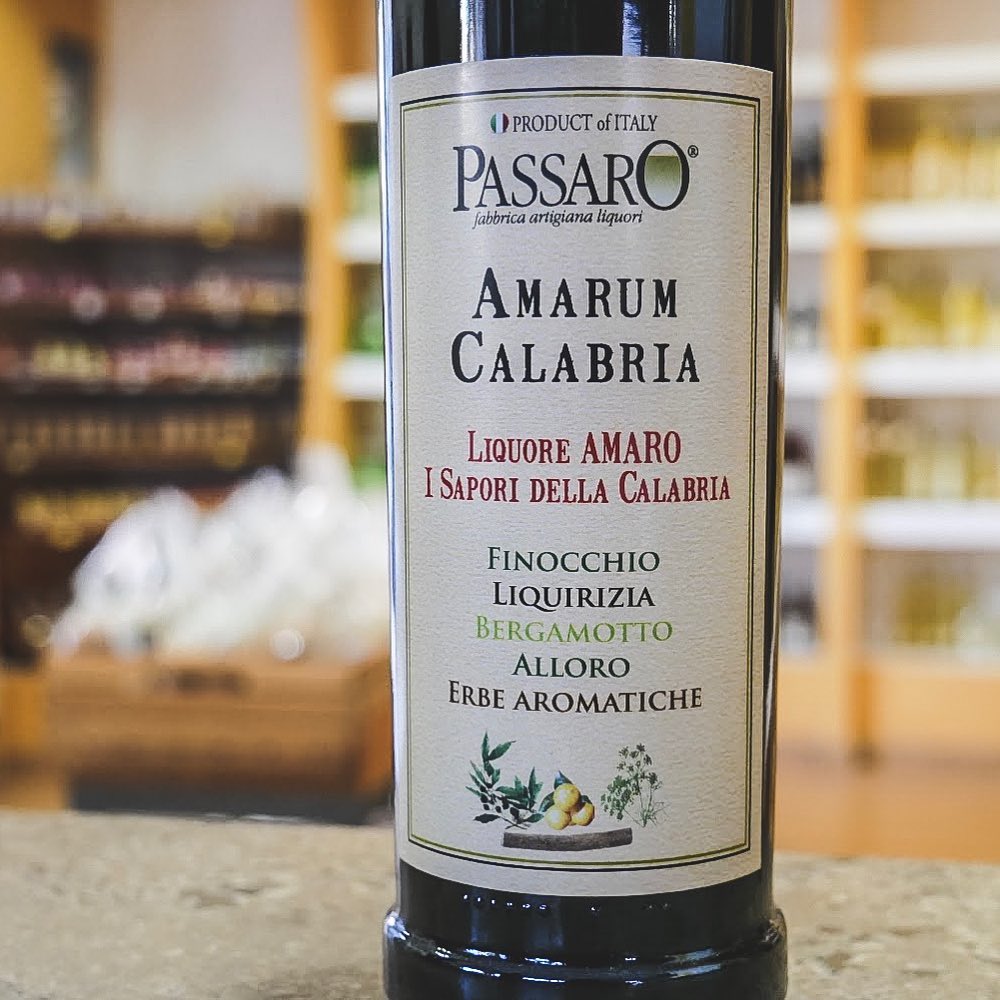 PRODUCT of ITALY
PASSARO®
fabbrica artigiana liquori
AMARUM
CALABRIA
LIQUORE AMARO
I SAPORI DELLA CALABRIA
FINOCCHIO
LIQUIRIZIA
BERGAMOTTO
ALLORO
ERBE AROMATICHE